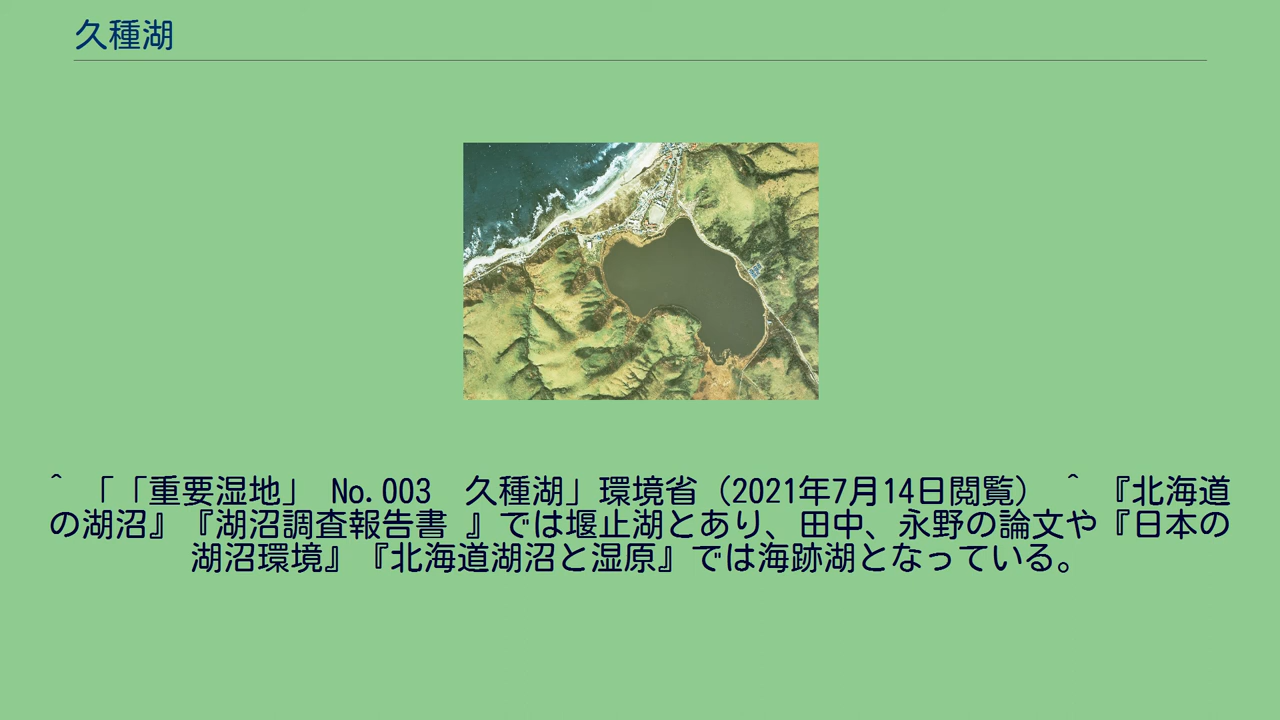 久種湖
^ 「「重要湿地」 No.003　久種湖」環境省（2021年7月14日閲覧） ^ 『北海道
の湖沼』『湖沼調査報告書 』では堰止湖とあり、田中、永野の論文や『日本の
湖沼環境』『北海道湖沼と湿原』では海跡湖となっている。